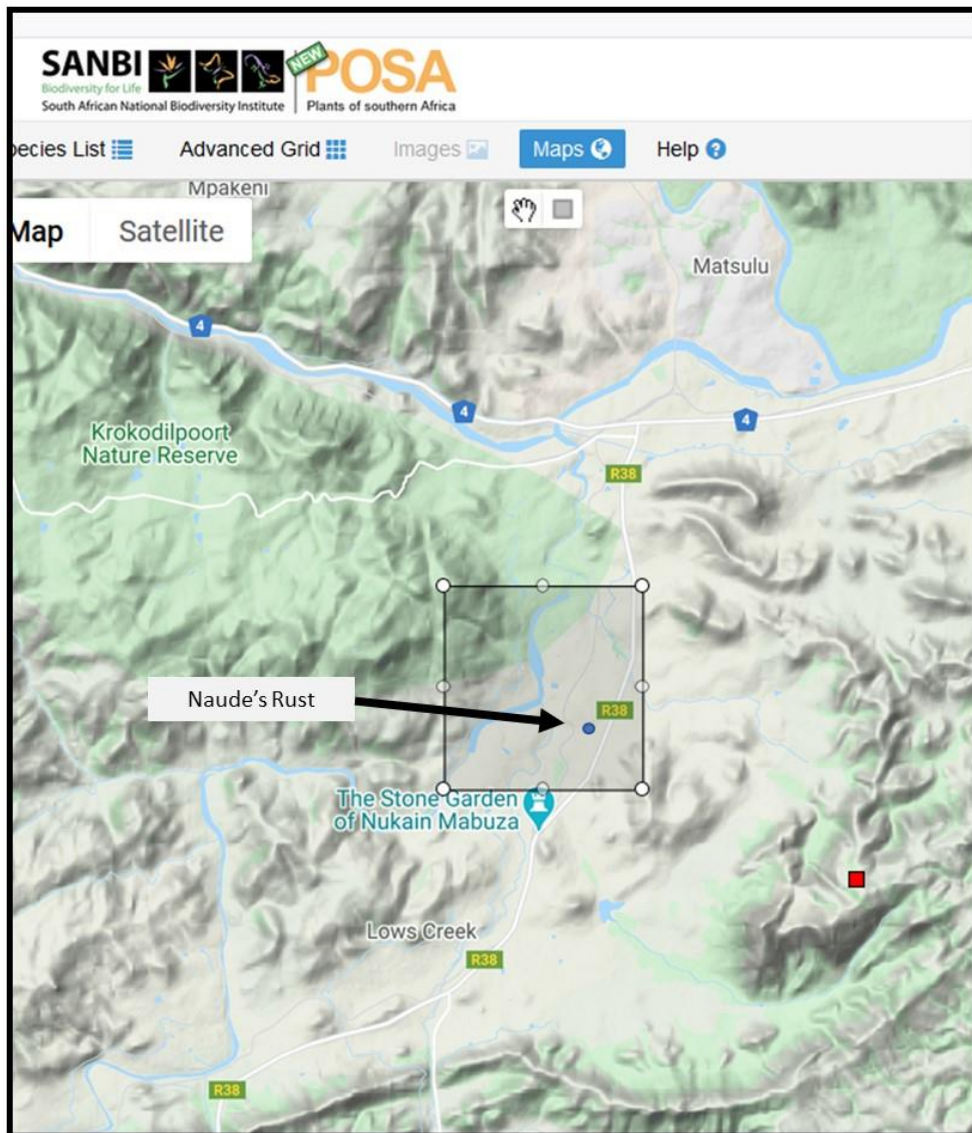 SANBI
Biodiversity for Life
South African National Biodiversity Institute
NEW
POSA
Plants of southern Africa
pecies List
Advanced Grid
Images
Maps
Help ?
Mpakeni
Map
Satellite
Matsulu
4
4
4
Krokodilpoort
Nature Reserve
R38
Naude's Rust
R38
The Stone Garden
of Nukain Mabuza
Lows Creek
R38
R38